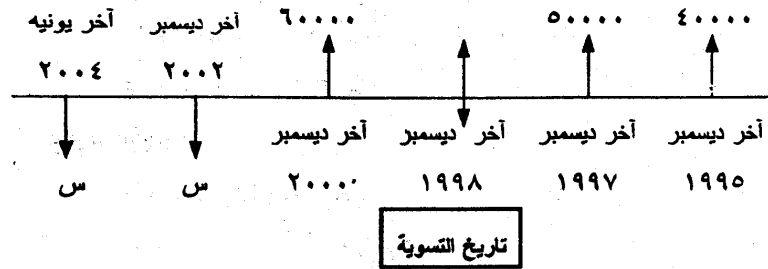 ٤٠٠٠٠ ٥٠٠٠٠ ٦٠٠٠٠ آخر ديسمبر آخر يونيه
٢٠٠٢ ٢٠٠٤
آخر ديسمبر آخر ديسمبر آخر ديسمبر آخر ديسمبر
١٩٩٥ ١٩٩٧ ١٩٩٨ ٢٠٠٠٠ س س
تاريخ التسوية